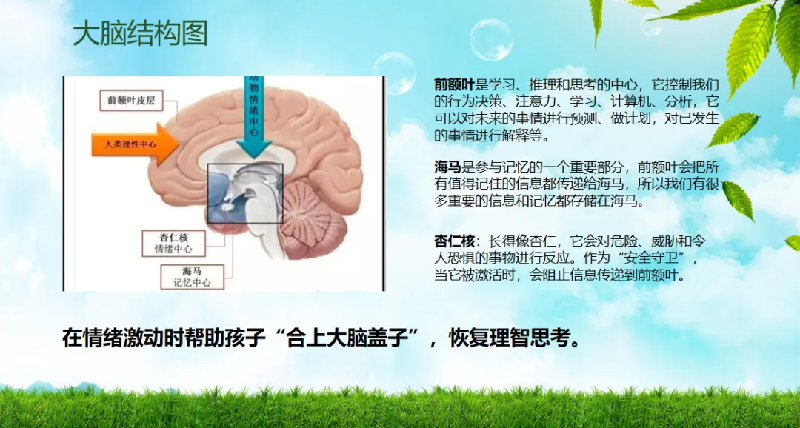 大脑结构图
前额叶皮层
人类理性中心
动物情绪中心
杏仁核
情绪中心
海马
记忆中心
前额叶是学习、推理和思考的中心，它控制我们
的行为决策、注意力、学习、计算机、分析，它
可以对未来的事情进行预测、做计划，对已发生
的事情进行解释等。
海马是参与记忆的一个重要部分，前额叶会把所
有值得记住的信息都传递给海马，所以我们有很
多重要的信息和记忆都存储在海马。
杏仁核：长得像杏仁，它会对危险、威胁和令
人恐惧的事物进行反应。作为“安全守卫”，
当它被激活时，会阻止信息传递到前额叶。
在情绪激动时帮助孩子“合上大脑盖子”，恢复理智思考。